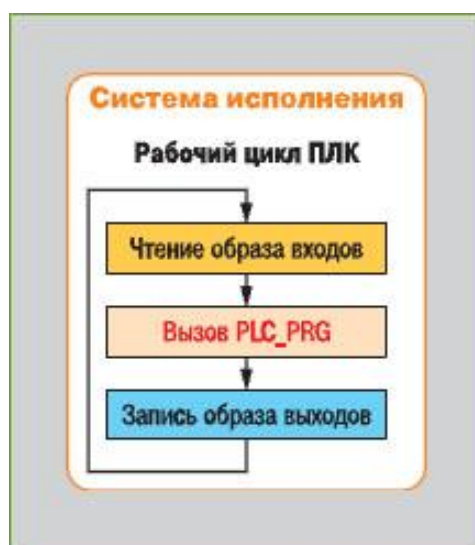 Система исполнения
Рабочий цикл ПЛК
Чтение образа входов
Вызов PLC_PRG
Запись образа выходов